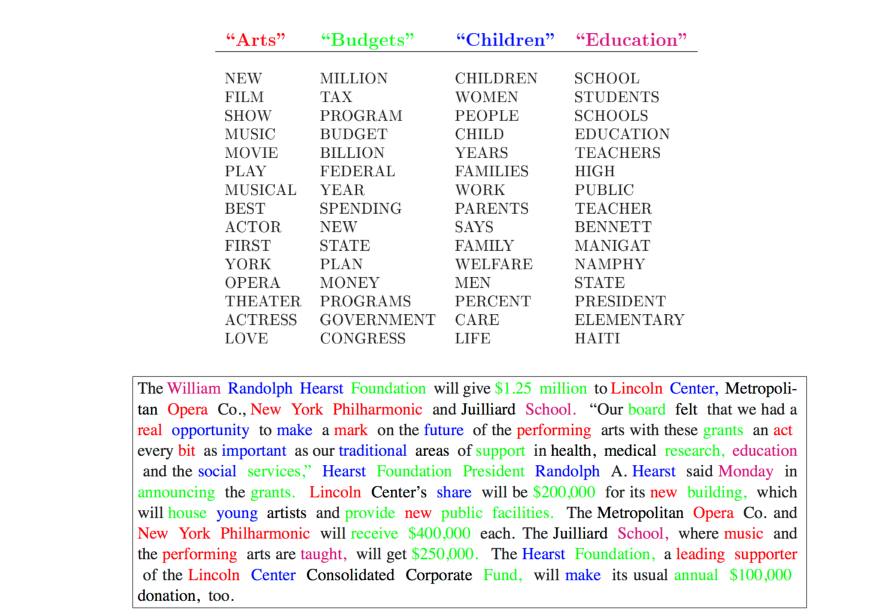 “Arts” “Budgets” “Children” “Education”
NEW MILLION CHILDREN SCHOOL
FILM TAX WOMEN STUDENTS
SHOW PROGRAM PEOPLE SCHOOLS
MUSIC BUDGET CHILD EDUCATION
MOVIE BILLION YEARS TEACHERS
PLAY FEDERAL FAMILIES HIGH
MUSICAL YEAR WORK PUBLIC
BEST SPENDING PARENTS TEACHER
ACTOR NEW SAYS BENNETT
FIRST STATE FAMILY MANIGAT
YORK PLAN WELFARE NAMPHY
OPERA MONEY MEN STATE
THEATER PROGRAMS PERCENT PRESIDENT
ACTRESS GOVERNMENT CARE ELEMENTARY
LOVE CONGRESS LIFE HAITI
The William Randolph Hearst Foundation will give $1.25 million to Lincoln Center, Metropoli-
tan Opera Co., New York Philharmonic and Juilliard School. “Our board felt that we had a
real opportunity to make a mark on the future of the performing arts with these grants an act
every bit as important as our traditional areas of support in health, medical research, education
and the social services,” Hearst Foundation President Randolph A. Hearst said Monday in
announcing the grants. Lincoln Center’s share will be $200,000 for its new building, which
will house young artists and provide new public facilities. The Metropolitan Opera Co. and
New York Philharmonic will receive $400,000 each. The Juilliard School, where music and
the performing arts are taught, will get $250,000. The Hearst Foundation, a leading supporter
of the Lincoln Center Consolidated Corporate Fund, will make its usual annual $100,000
donation, too.